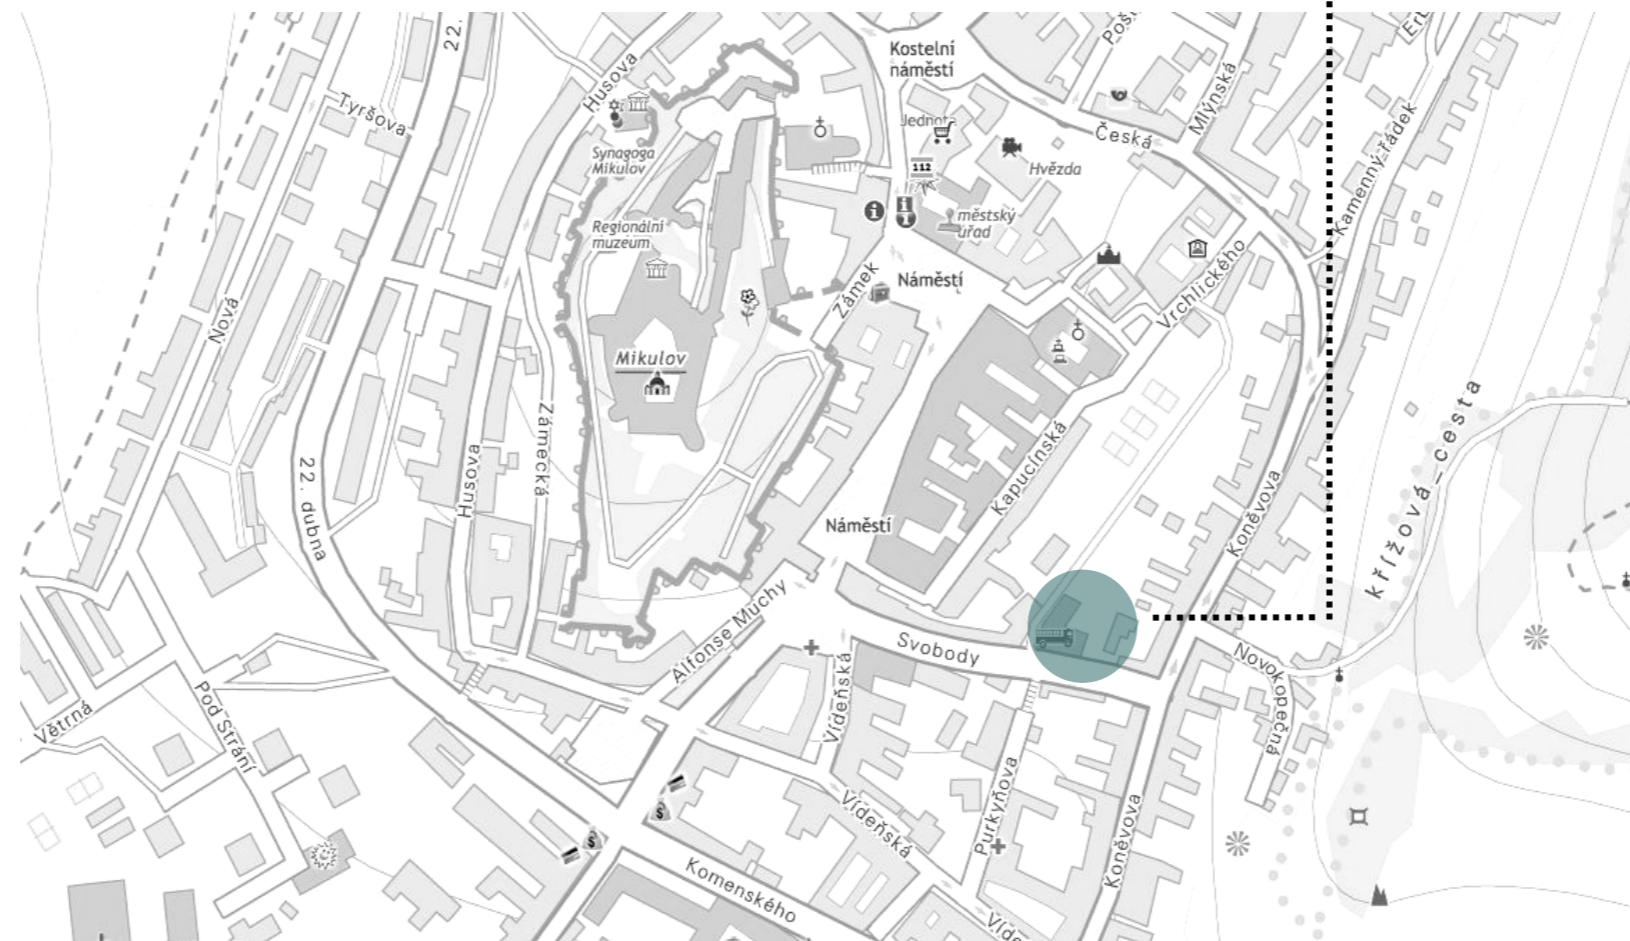 22.
Husova
Kostelní
náměstí
Mlýnská
Tyršova
Jednota
Česká
Kamenný řádek
Synagoga
Mikulov
112
Hvězda
Regionální
muzeum
městský
úřad
Nová
Zámek
Náměstí
Vrchlického
Mikulov
křížová cesta
Zámecká
Husova
22. dubna
Kapucínská
Koněvova
Náměstí
Alfonse Muchy
Svobody
Novokopečná
Vídeňská
Pod Strání
Větrná
Purkyňova
Vídeňská
Koněvova
Komenského